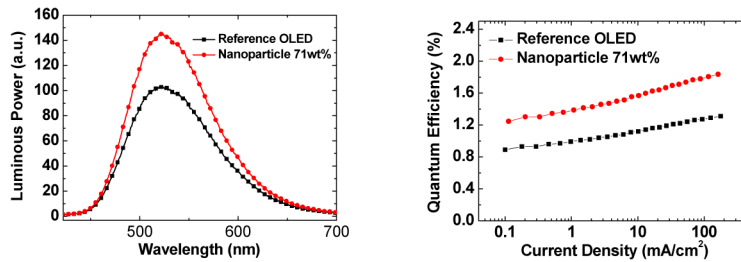 160
140
120
100
80
60
40
20
0
Luminous Power (a.u.)
Reference OLED
Nanoparticle 71wt%
500
600
700
Wavelength (nm)
2.4
2.0
1.6
1.2
0.8
0.4
0.0
Quantum Efficiency (%)
Reference OLED
Nanoparticle 71wt%
0.1
1
10
100
Current Density (mA/cm²)